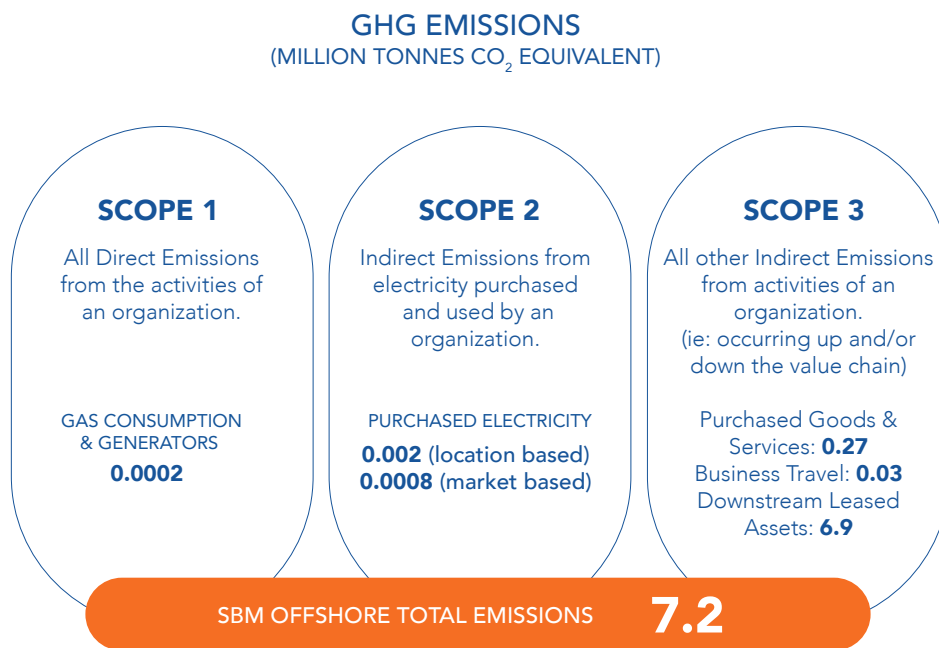 GHG EMISSIONS
(MILLION TONNES CO₂ EQUIVALENT)
SCOPE 1
All Direct Emissions
from the activities of
an organization.
GAS CONSUMPTION
& GENERATORS
0.0002
SCOPE 2
Indirect Emissions from
electricity purchased
and used by an
organization.
PURCHASED ELECTRICITY
0.002 (location based)
0.0008 (market based)
SCOPE 3
All other Indirect Emissions
from activities of an
organization.
(ie: occurring up and/or
down the value chain)
Purchased Goods &
Services: 0.27
Business Travel: 0.03
Downstream Leased
Assets: 6.9
SBM OFFSHORE TOTAL EMISSIONS 7.2